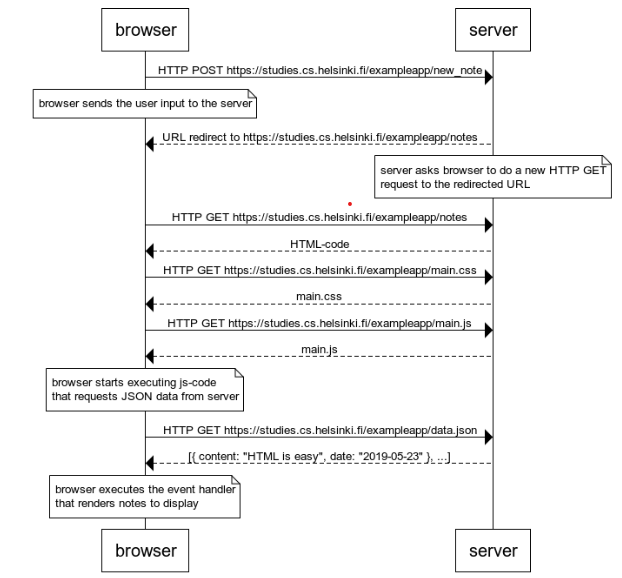 browser
server
HTTP POST https://studies.cs.helsinki.fi/exampleapp/new_note
browser sends the user input to the server
URL redirect to https://studies.cs.helsinki.fi/exampleapp/notes
server asks browser to do a new HTTP GET
request to the redirected URL
HTTP GET https://studies.cs.helsinki.fi/exampleapp/notes
HTML-code
HTTP GET https://studies.cs.helsinki.fi/exampleapp/main.css
main.css
HTTP GET https://studies.cs.helsinki.fi/exampleapp/main.js
main.js
browser starts executing js-code
that requests JSON data from server
HTTP GET https://studies.cs.helsinki.fi/exampleapp/data.json
[{ content: "HTML is easy", date: "2019-05-23" }, ...]
browser executes the event handler
that renders notes to display
browser
server